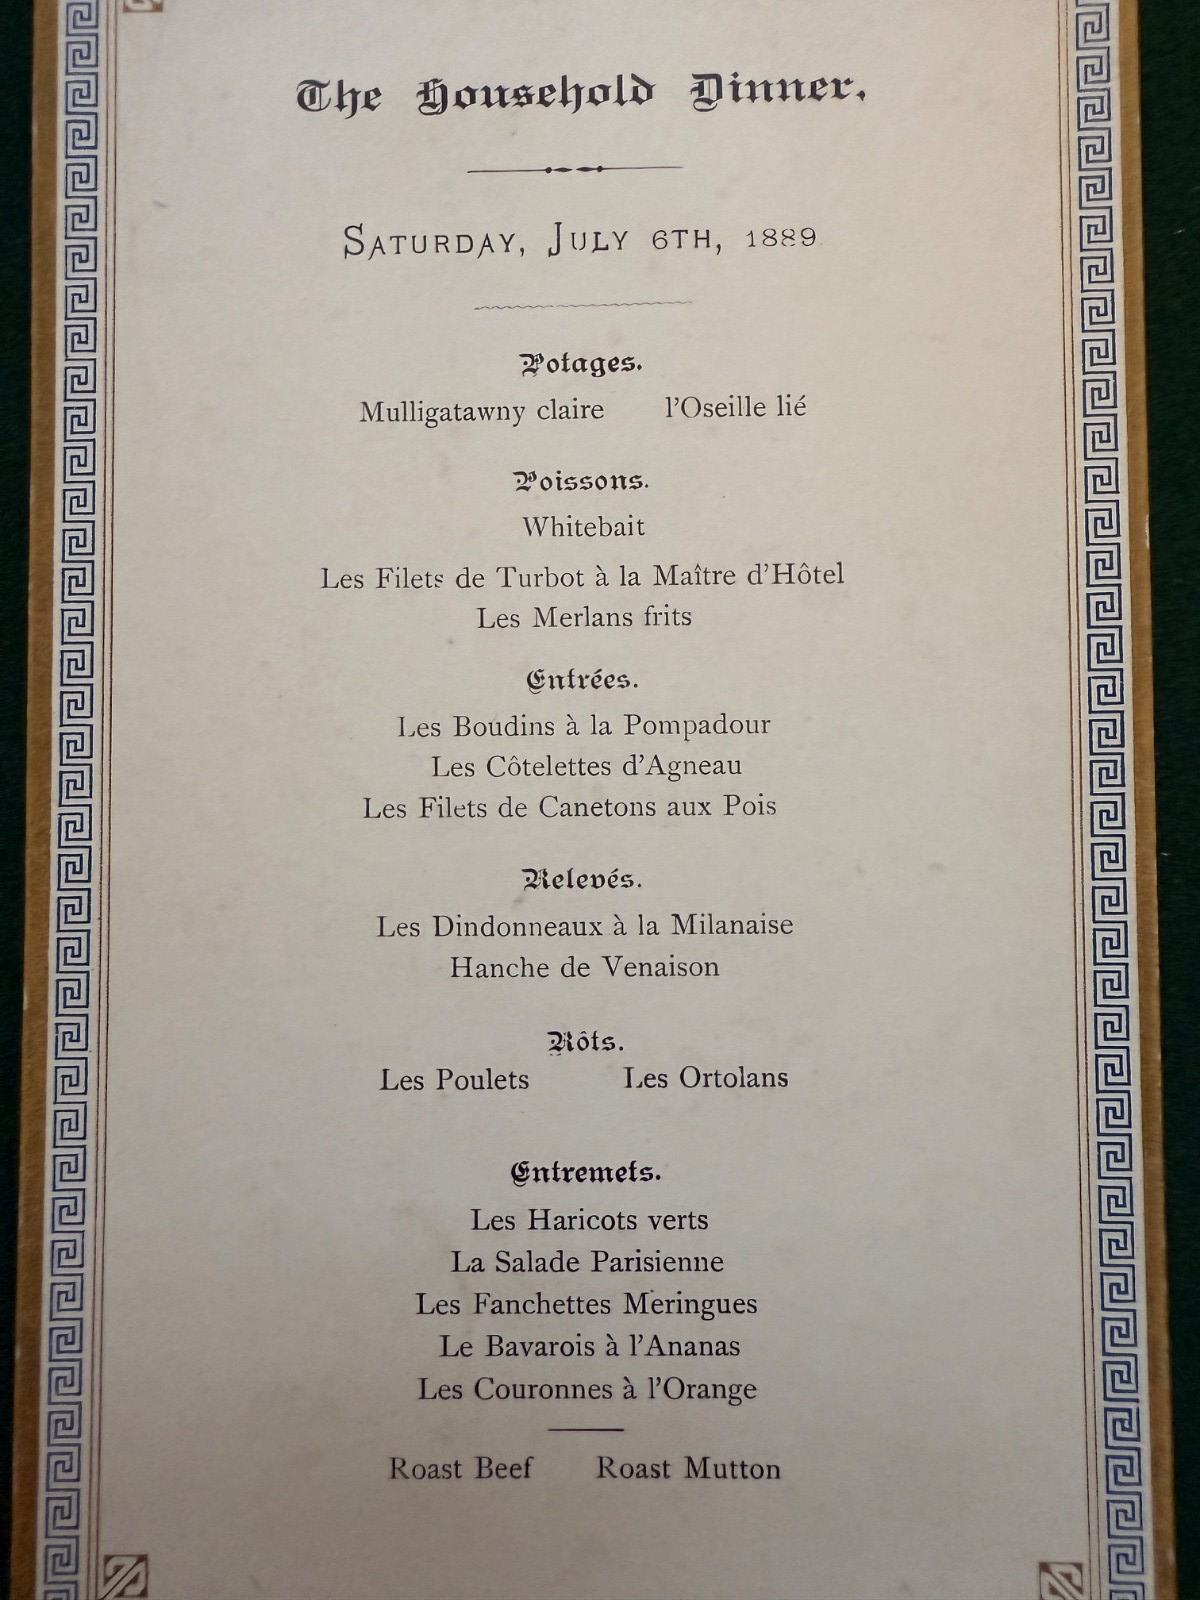 The Household Dinner.
SATURDAY, JULY 6TH, 1889.
Potages.
Mulligatawny claire l'Oseille lié
Poissons.
Whitebait
Les Filets de Turbot à la Maître d'Hôtel
Les Merlans frits
Entrées.
Les Boudins à la Pompadour
Les Côtelettes d'Agneau
Les Filets de Canetons aux Pois
Relevés.
Les Dindonneaux à la Milanaise
Hanche de Venaison
Rôts.
Les Poulets Les Ortolans
Entremets.
Les Haricots verts
La Salade Parisienne
Les Fanchettes Meringues
Le Bavarois à l'Ananas
Les Couronnes à l'Orange
Roast Beef Roast Mutton